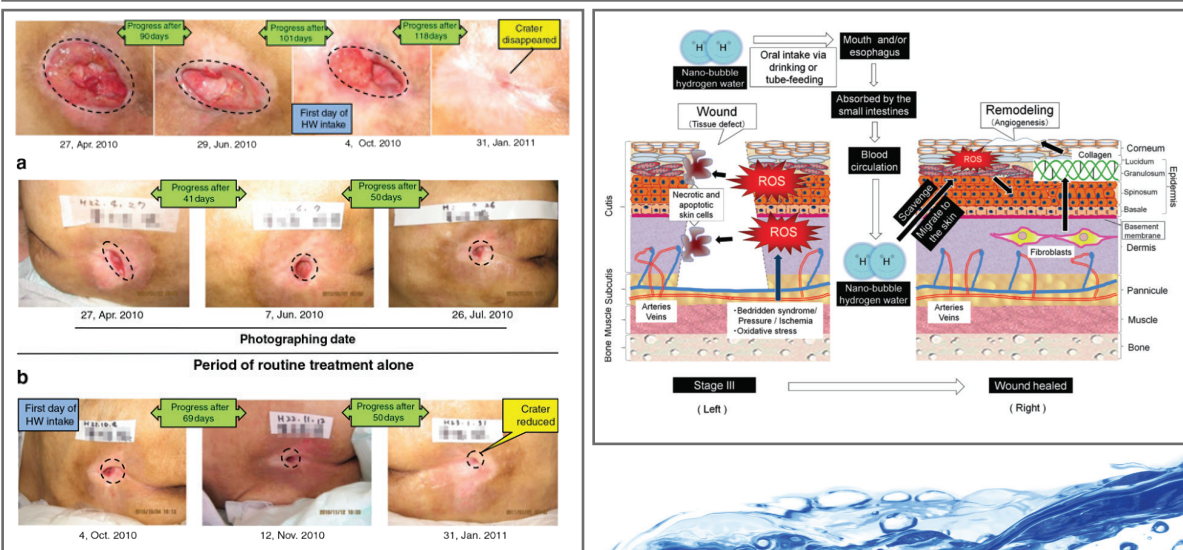 Progress after
90days
Progress after
101days
Progress after
118days
Crater
disappeared
First day of
HW intake
27, Apr. 2010
29, Jun. 2010
4, Oct. 2010
31, Jan. 2011
a
Progress after
41days
Progress after
50days
27, Apr. 2010
7, Jun. 2010
26, Jul. 2010
Photographing date
Period of routine treatment alone
b
First day of
HW intake
Progress after
69days
Progress after
50days
Crater
reduced
4, Oct. 2010
12, Nov. 2010
31, Jan. 2011
"H" "H"
Nano-bubble
hydrogen water
Oral intake via
drinking or
tube-feeding
Mouth and/or
esophagus
Absorbed by the
small intestines
Blood
circulation
Wound
(Tissue defect)
Remodeling
(Angiogenesis)
ROS
ROS
Necrotic and
apoptotic
skin cells
Cutis
Subcutis
Muscle
Bone
Arteries
Veins
・Bedridden syndrome/
Pressure / Ischemia
・Oxidative stress
"H" "H"
Nano-bubble
hydrogen water
Scavenge
Migrate to
the skin
ROS
Collagen
Fibroblasts
Arteries
Veins
Corneum
Lucidum
Granulosum
Spinosum
Basale
Epidermis
Basement
membrane
Dermis
Pannicule
Muscle
Bone
Stage III
Wound healed
( Left )
( Right )